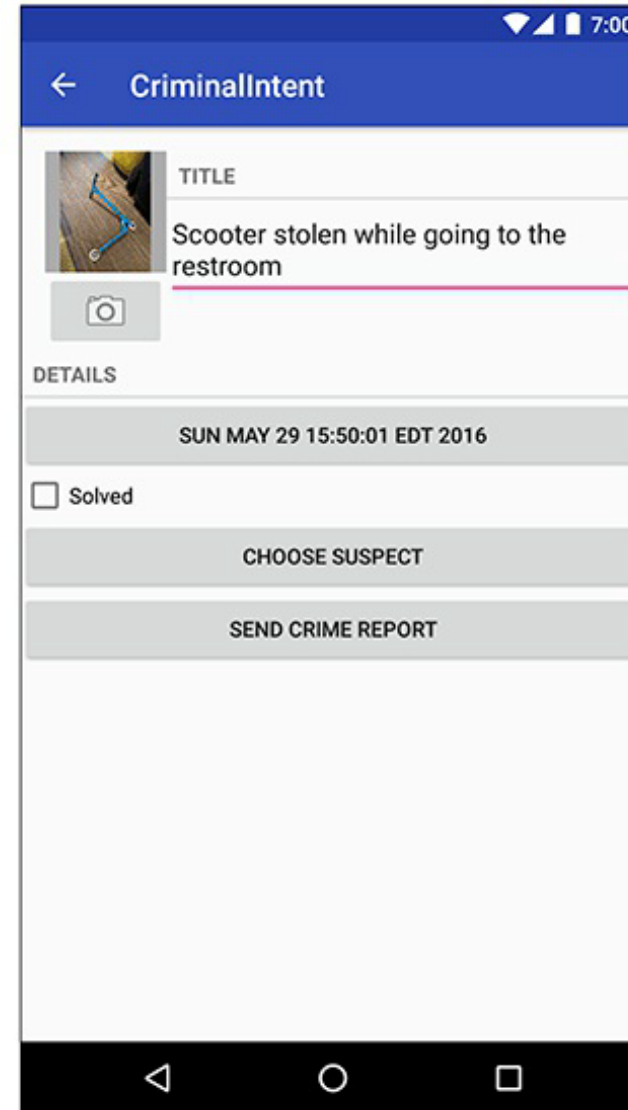 7:00
CriminalIntent
TITLE
Scooter stolen while going to the
restroom
DETAILS
SUN MAY 29 15:50:01 EDT 2016
Solved
CHOOSE SUSPECT
SEND CRIME REPORT